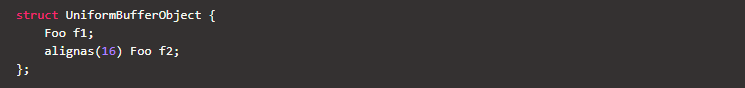 struct UniformBufferObject {
    Foo f1;
    alignas(16) Foo f2;
};